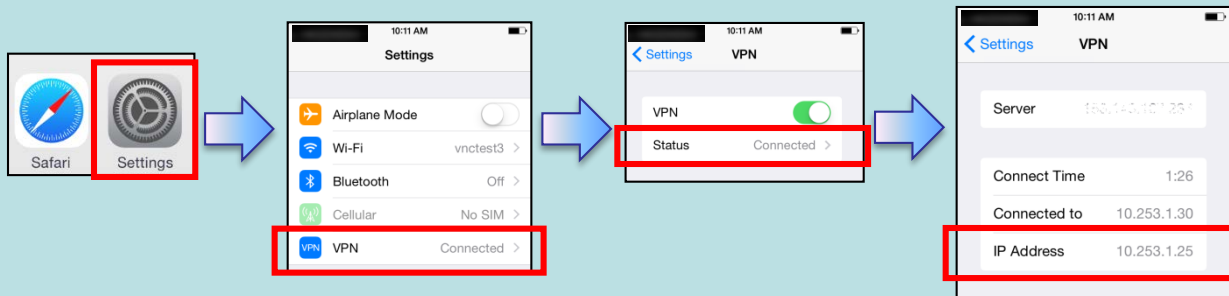 Safari
Settings
10:11 AM
Settings
Airplane Mode
Wi-Fi vnctest3
Bluetooth Off
Cellular No SIM
VPN VPN Connected
10:11 AM
Settings VPN
VPN
Status Connected
10:11 AM
Settings VPN
Server
Connect Time 1:26
Connected to 10.253.1.30
IP Address 10.253.1.25